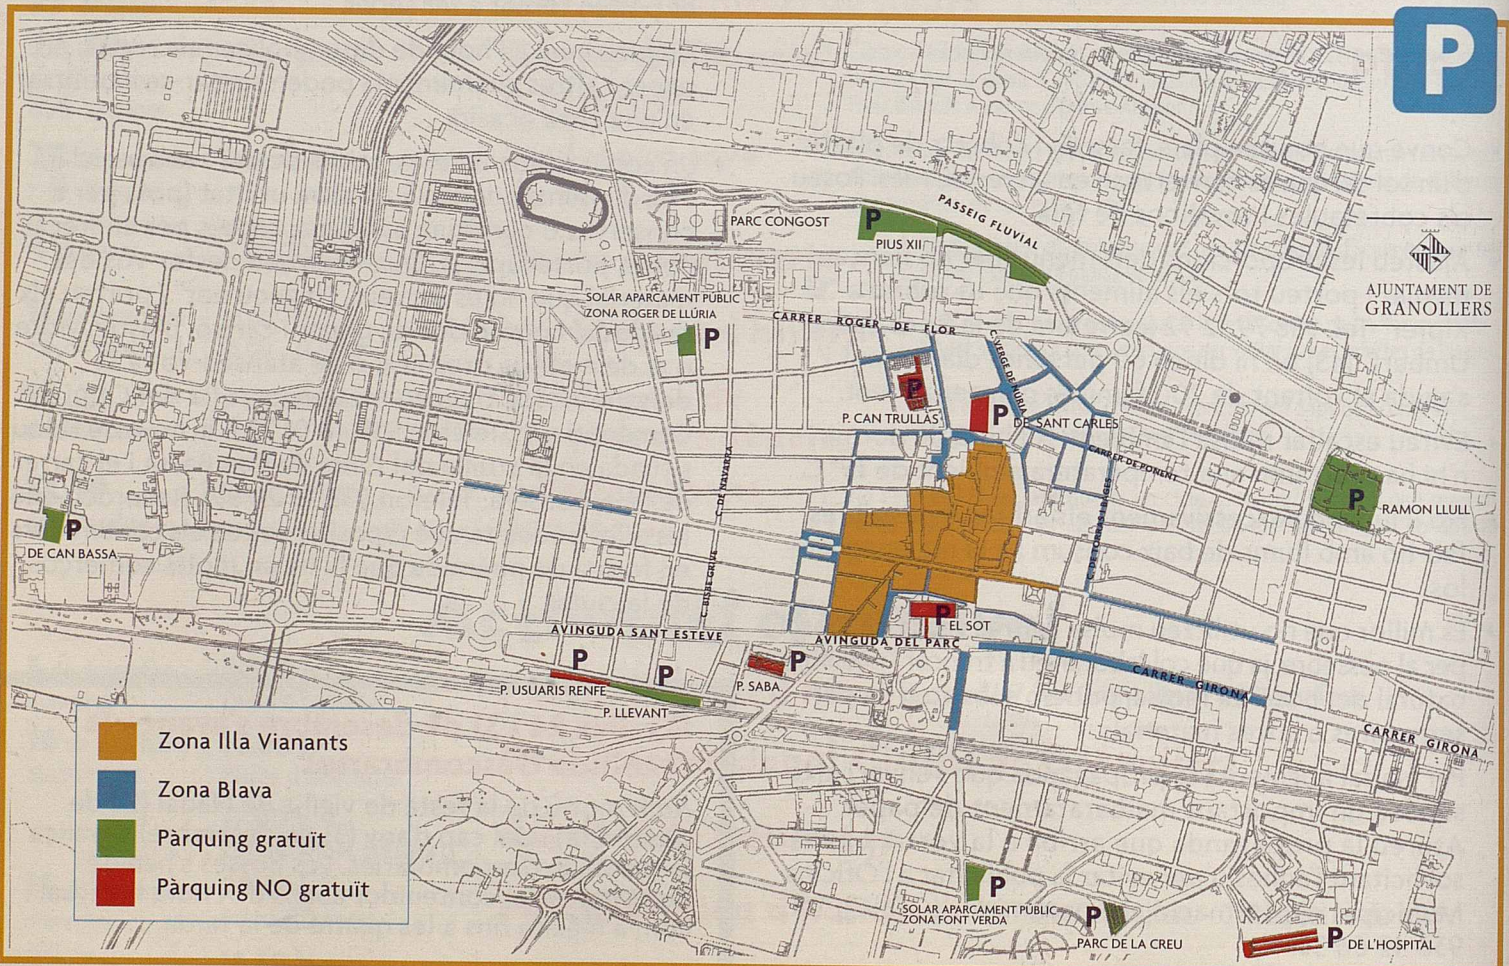 P
PASSEIG FLUVIAL
PARC CONGOST
P
PIUS XII
AJUNTAMENT DE
GRANOLLERS
SOLAR APARCAMENT PÚBLIC
ZONA ROGER DE LLÚRIA
P
CARRER ROGER DE FLOR
C. VERGE DE NÚRIA
P
P. CAN TRULLÀS
P
DE SANT CARLES
CARRER DE PONENT
C. DE NAVARRA
C. DE TORRAS I BAGES
P
RAMON LLULL
P
DE CAN BASSA
C. BISBE GRIVÉ
P
EL SOT
AVINGUDA SANT ESTEVE
AVINGUDA DEL PARC
P
P. USUARIS RENFE
P
P. LLEVANT
P
P. SABA
CARRER GIRONA
CARRER GIRONA
Zona Illa Vianants
Zona Blava
Pàrquing gratuït
Pàrquing NO gratuït
P
SOLAR APARCAMENT PÚBLIC
ZONA FONT VERDA
P
PARC DE LA CREU
P
DE L'HOSPITAL